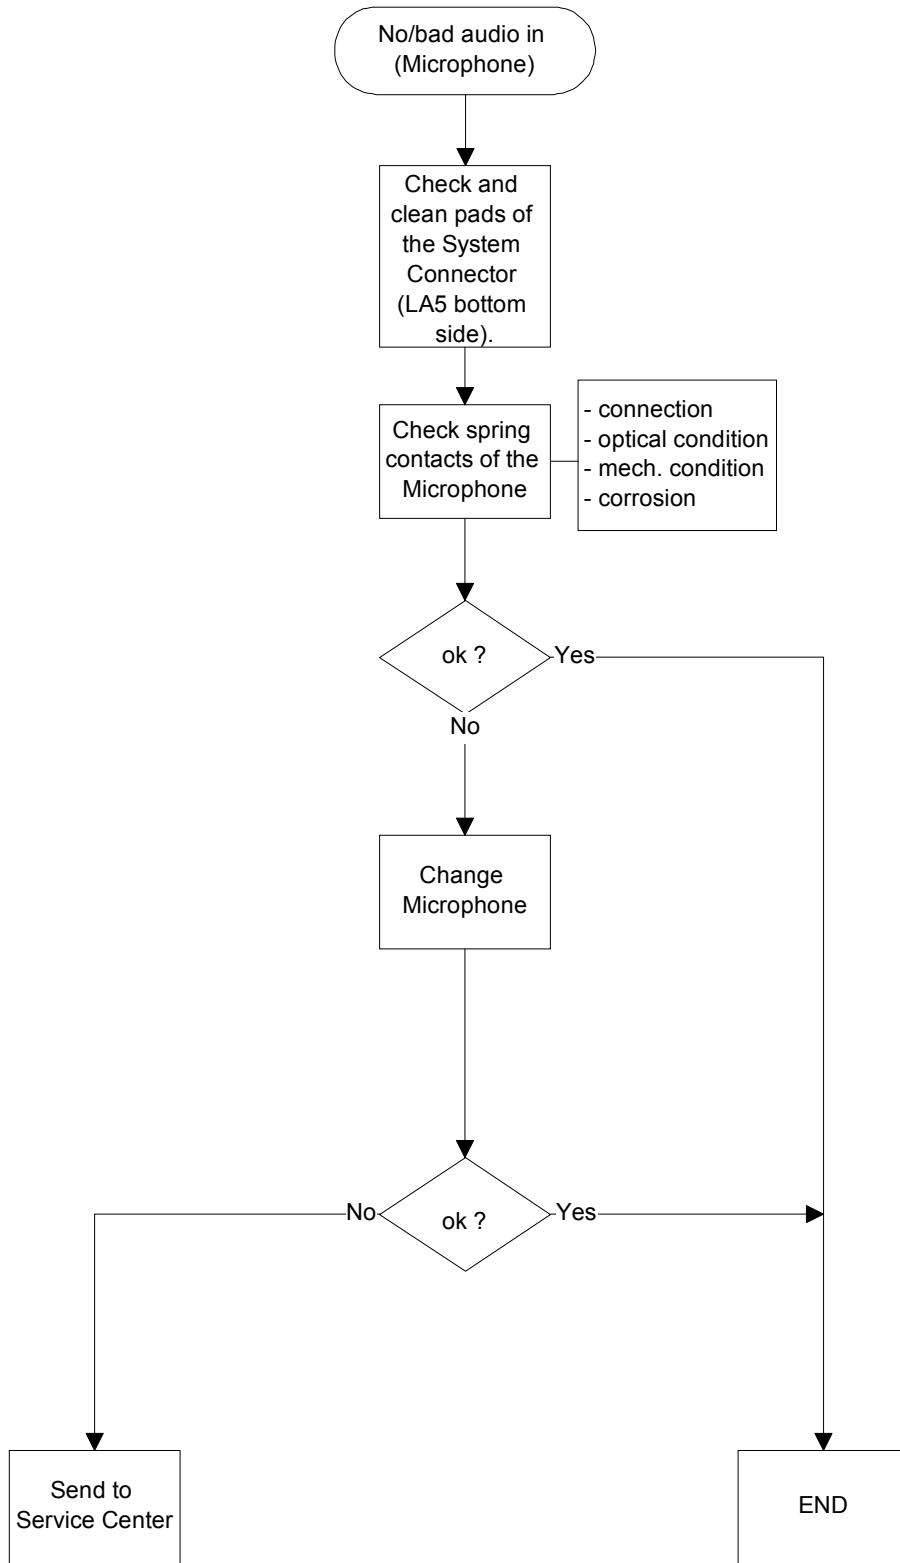 No/bad audio in
(Microphone)
Check and
clean pads of
the System
Connector
(LA5 bottom
side).
Check spring
contacts of the
Microphone
- connection
- optical condition
- mech. condition
- corrosion
ok ?
Yes
No
Change
Microphone
No
ok ?
Yes
Send to
Service Center
END